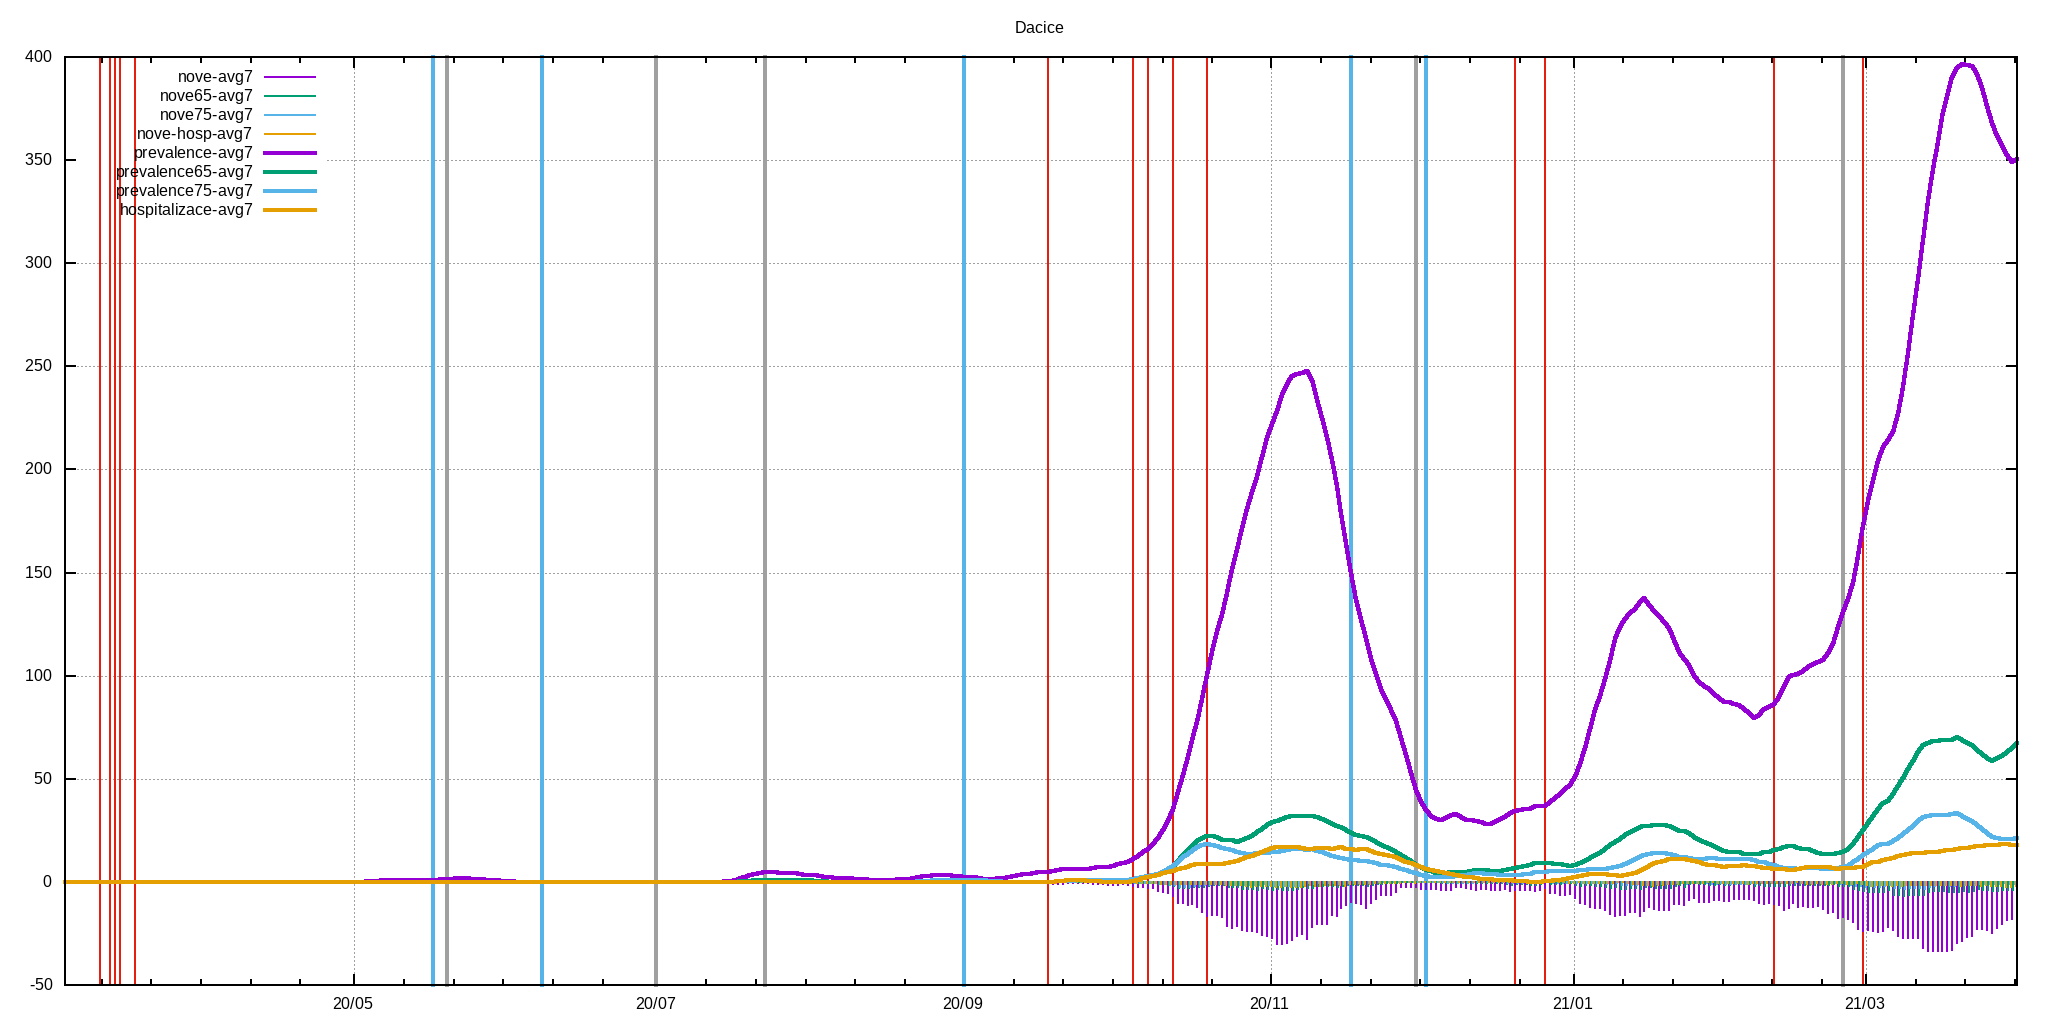 Dacice
400
350
300
250
200
150
100
50
0
-50
nove-avg7
nove65-avg7
nove75-avg7
nove-hosp-avg7
prevalence-avg7
prevalence65-avg7
prevalence75-avg7
hospitalizace-avg7
20/05 20/07 20/09 20/11 21/01 21/03